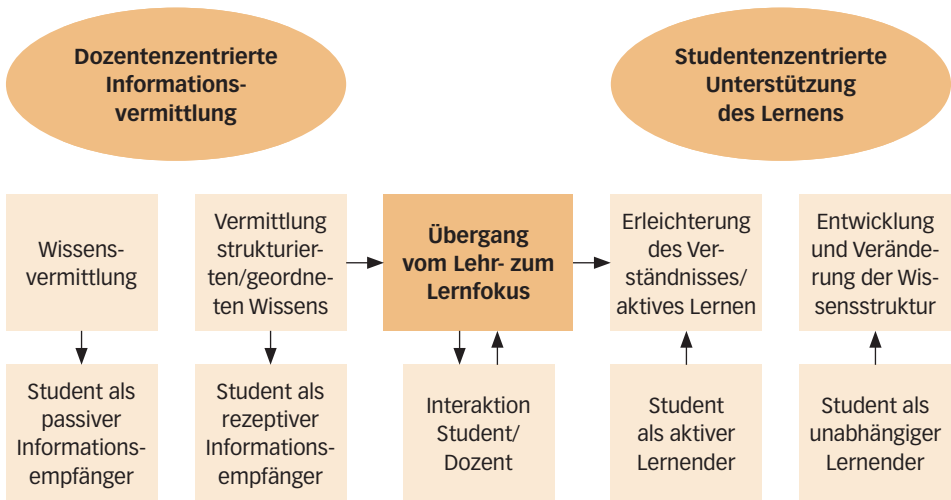 Dozentenzentrierte
Informations-
vermittlung
Studentenzentrierte
Unterstützung
des Lernens
Wissens-
vermittlung
Vermittlung
strukturier-
ten/geordne-
ten Wissens
Übergang
vom Lehr- zum
Lernfokus
Erleichterung
des Ver-
ständnisses/
aktives Lernen
Entwicklung
und Verände-
rung der Wis-
sensstruktur
Student als
passiver
Informations-
empfänger
Student als
rezeptiver
Informations-
empfänger
Interaktion
Student/
Dozent
Student
als aktiver
Lernender
Student als
unabhängiger
Lernender